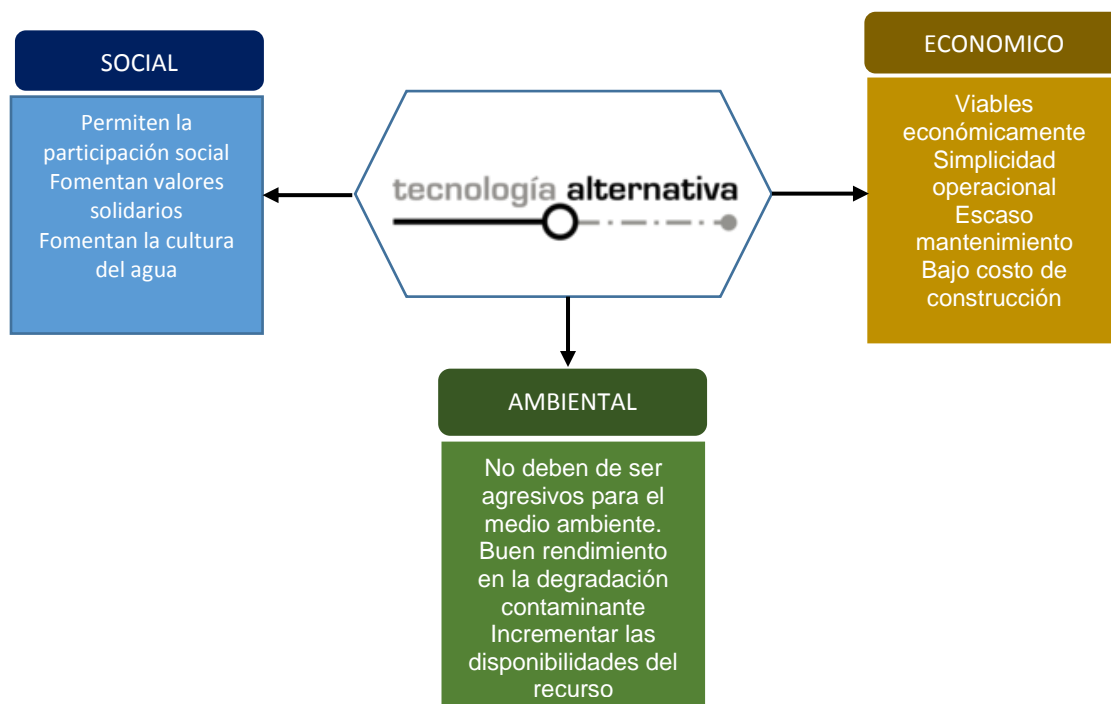 SOCIAL
Permiten la
participación social
Fomentan valores
solidarios
Fomentan la cultura
del agua
tecnología alternativa
ECONOMICO
Viables
económicamente
Simplicidad
operacional
Escaso
mantenimiento
Bajo costo de
construcción
AMBIENTAL
No deben de ser
agresivos para el
medio ambiente.
Buen rendimiento
en la degradación
contaminante
Incrementar las
disponibilidades del
recurso